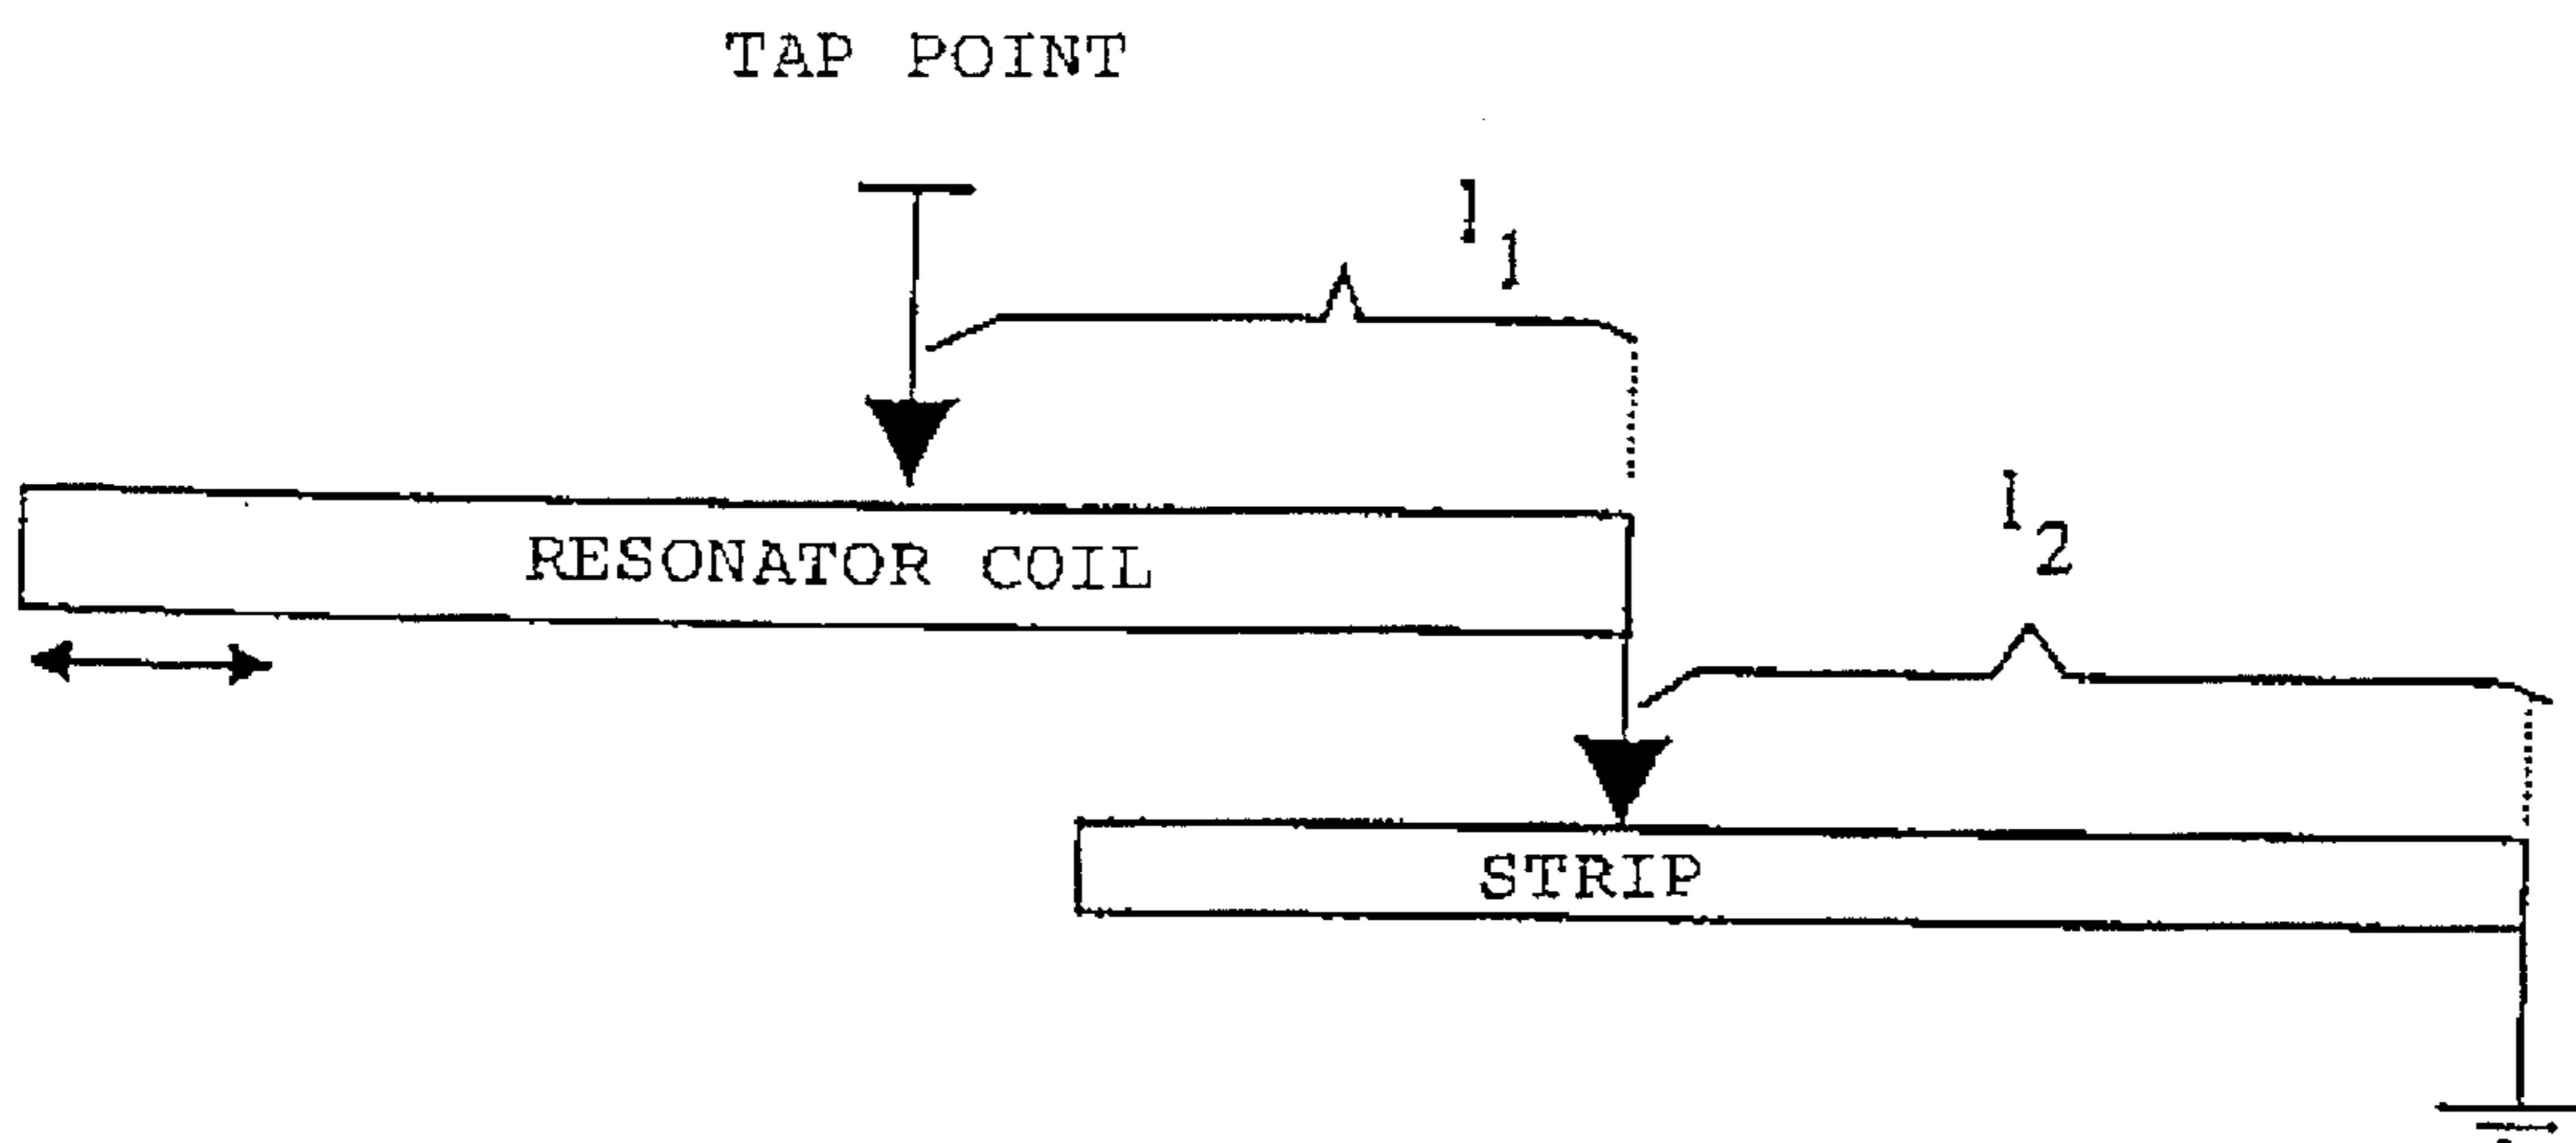 TAP POINT
l1
RESONATOR COIL
l2
STRIP